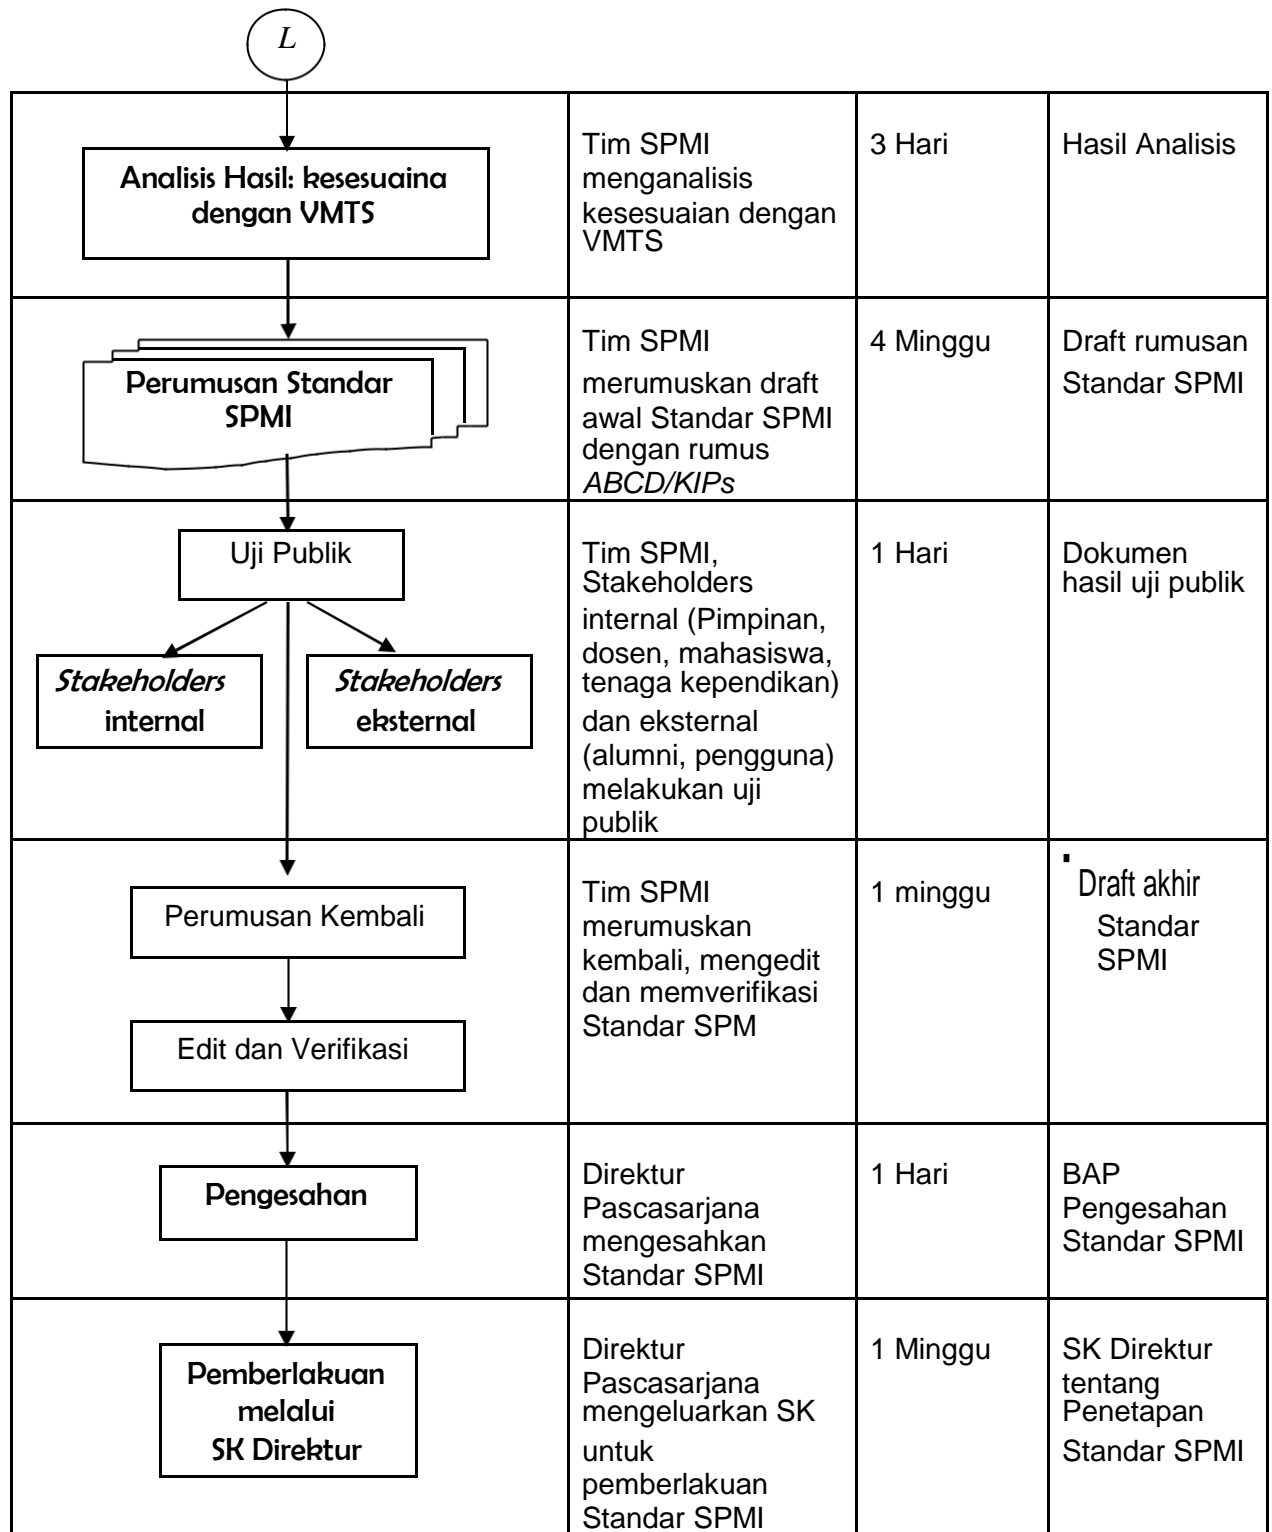 L
Analisis Hasil: kesesuaina
dengan VMTS
Tim SPMI
menganalisis
kesesuaian dengan
VMTS
3 Hari
Hasil Analisis
Perumusan Standar
SPMI
Tim SPMI
merumuskan draft
awal Standar SPMI
dengan rumus
ABCD/KIPs
4 Minggu
Draft rumusan
Standar SPMI
Uji Publik
Stakeholders
internal
Stakeholders
eksternal
Tim SPMI,
Stakeholders
internal (Pimpinan,
dosen, mahasiswa,
tenaga kependikan)
dan eksternal
(alumni, pengguna)
melakukan uji
publik
1 Hari
Dokumen
hasil uji publik
Perumusan Kembali
Edit dan Verifikasi
Tim SPMI
merumuskan
kembali, mengedit
dan memverifikasi
Standar SPM
1 minggu
Draft akhir
Standar
SPMI
Pengesahan
Direktur
Pascasarjana
mengesahkan
Standar SPMI
1 Hari
BAP
Pengesahan
Standar SPMI
Pemberlakuan
melalui
SK Direktur
Direktur
Pascasarjana
mengeluarkan SK
untuk
pemberlakuan
Standar SPMI
1 Minggu
SK Direktur
tentang
Penetapan
Standar SPMI